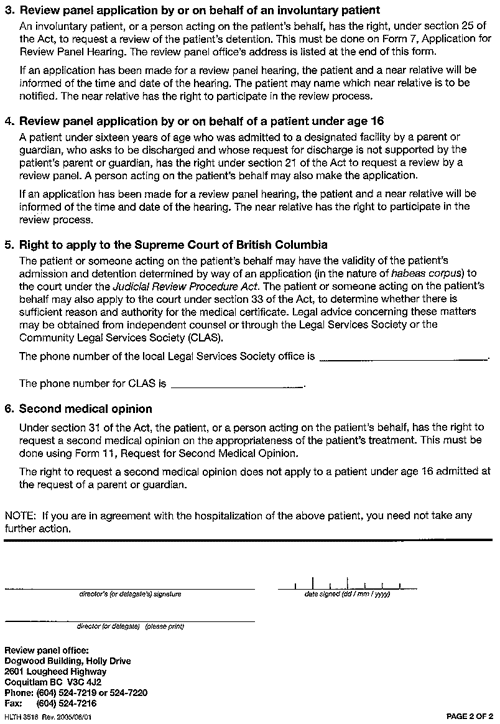 3. Review panel application by or on behalf of an involuntary patient
An involuntary patient, or a person acting on the patient's behalf, has the right, under section 25 of
the Act, to request a review of the patient's detention. This must be done on Form 7, Application for
Review Panel Hearing. The review panel office's address is listed at the end of this form.
If an application has been made for a review panel hearing, the patient and a near relative will be
informed of the time and date of the hearing. The patient may name which near relative is to be
notified. The near relative has the right to participate in the review process.
4. Review panel application by or on behalf of a patient under age 16
A patient under sixteen years of age who was admitted to a designated facility by a parent or
guardian, who asks to be discharged and whose request for discharge is not supported by the
patient's parent or guardian, has the right under section 21 of the Act to request a review by a
review panel. A person acting on the patient's behalf may also make the application.
If an application has been made for a review panel hearing, the patient and a near relative will be
informed of the time and date of the hearing. The near relative has the right to participate in the
review process.
5. Right to apply to the Supreme Court of British Columbia
The patient or someone acting on the patient's behalf may have the validity of the patient's
admission and detention determined by way of an application (in the nature of habeas corpus) to
the court under the Judicial Review Procedure Act. The patient or someone acting on the patient's
behalf may also apply to the court under section 33 of the Act, to determine whether there is
sufficient reason and authority for the medical certificate. Legal advice concerning these matters
may be obtained from independent counsel or through the Legal Services Society or the
Community Legal Services Society (CLAS).
The phone number of the local Legal Services Society office is ______________________________.
The phone number for CLAS is ________________________.
6. Second medical opinion
Under section 31 of the Act, the patient, or a person acting on the patient's behalf, has the right to
request a second medical opinion on the appropriateness of the patient's treatment. This must be
done using Form 11, Request for Second Medical Opinion.
The right to request a second medical opinion does not apply to a patient under age 16 admitted at
the request of a parent or guardian.
NOTE: If you are in agreement with the hospitalization of the above patient, you need not take any
further action.
director's (or delegate's) signature
date signed (dd / mm / yyyy)
director (or delegate) (please print)
Review panel office:
Dogwood Building, Holly Drive
2601 Lougheed Highway
Coquitlam BC V3C 4J2
Phone: (604) 524-7219 or 524-7220
Fax: (604) 524-7216
HLTH 3516 Rev. 2005/06/01
PAGE 2 OF 2